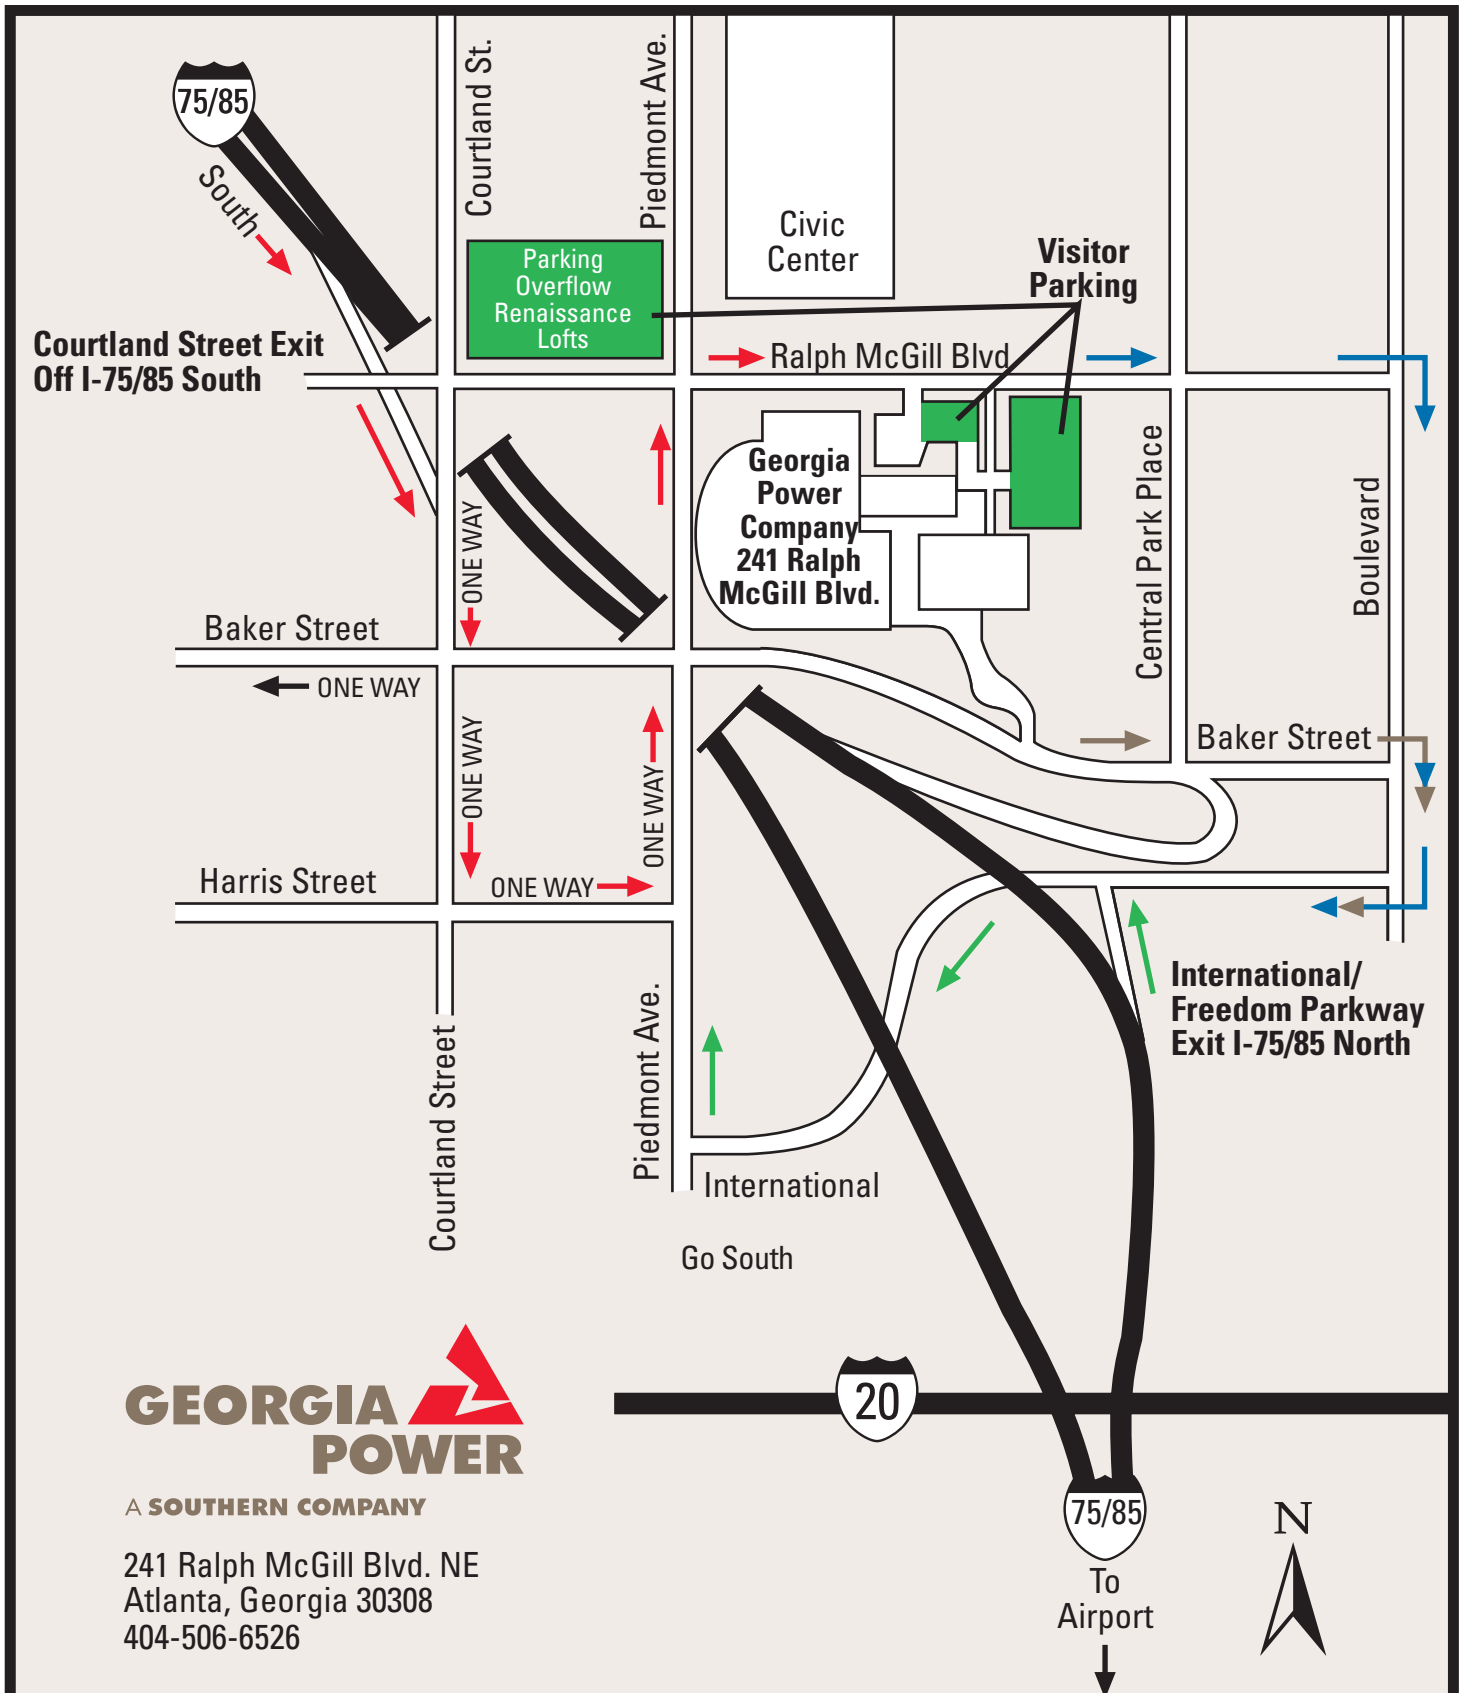 75/85
South
Courtland St.
Piedmont Ave.
Civic
Center
Visitor
Parking
Parking
Overflow
Renaissance
Lofts
Courtland Street Exit
Off I-75/85 South
Ralph McGill Blvd
Georgia
Power
Company
241 Ralph
McGill Blvd.
Central Park Place
Boulevard
ONE WAY
Baker Street
ONE WAY
Baker Street
ONE WAY
ONE WAY
Harris Street
ONE WAY
International/
Freedom Parkway
Exit I-75/85 North
Courtland Street
Piedmont Ave.
International
Go South
20
GEORGIA
POWER
A SOUTHERN COMPANY
241 Ralph McGill Blvd. NE
Atlanta, Georgia 30308
404-506-6526
75/85
To
Airport
N